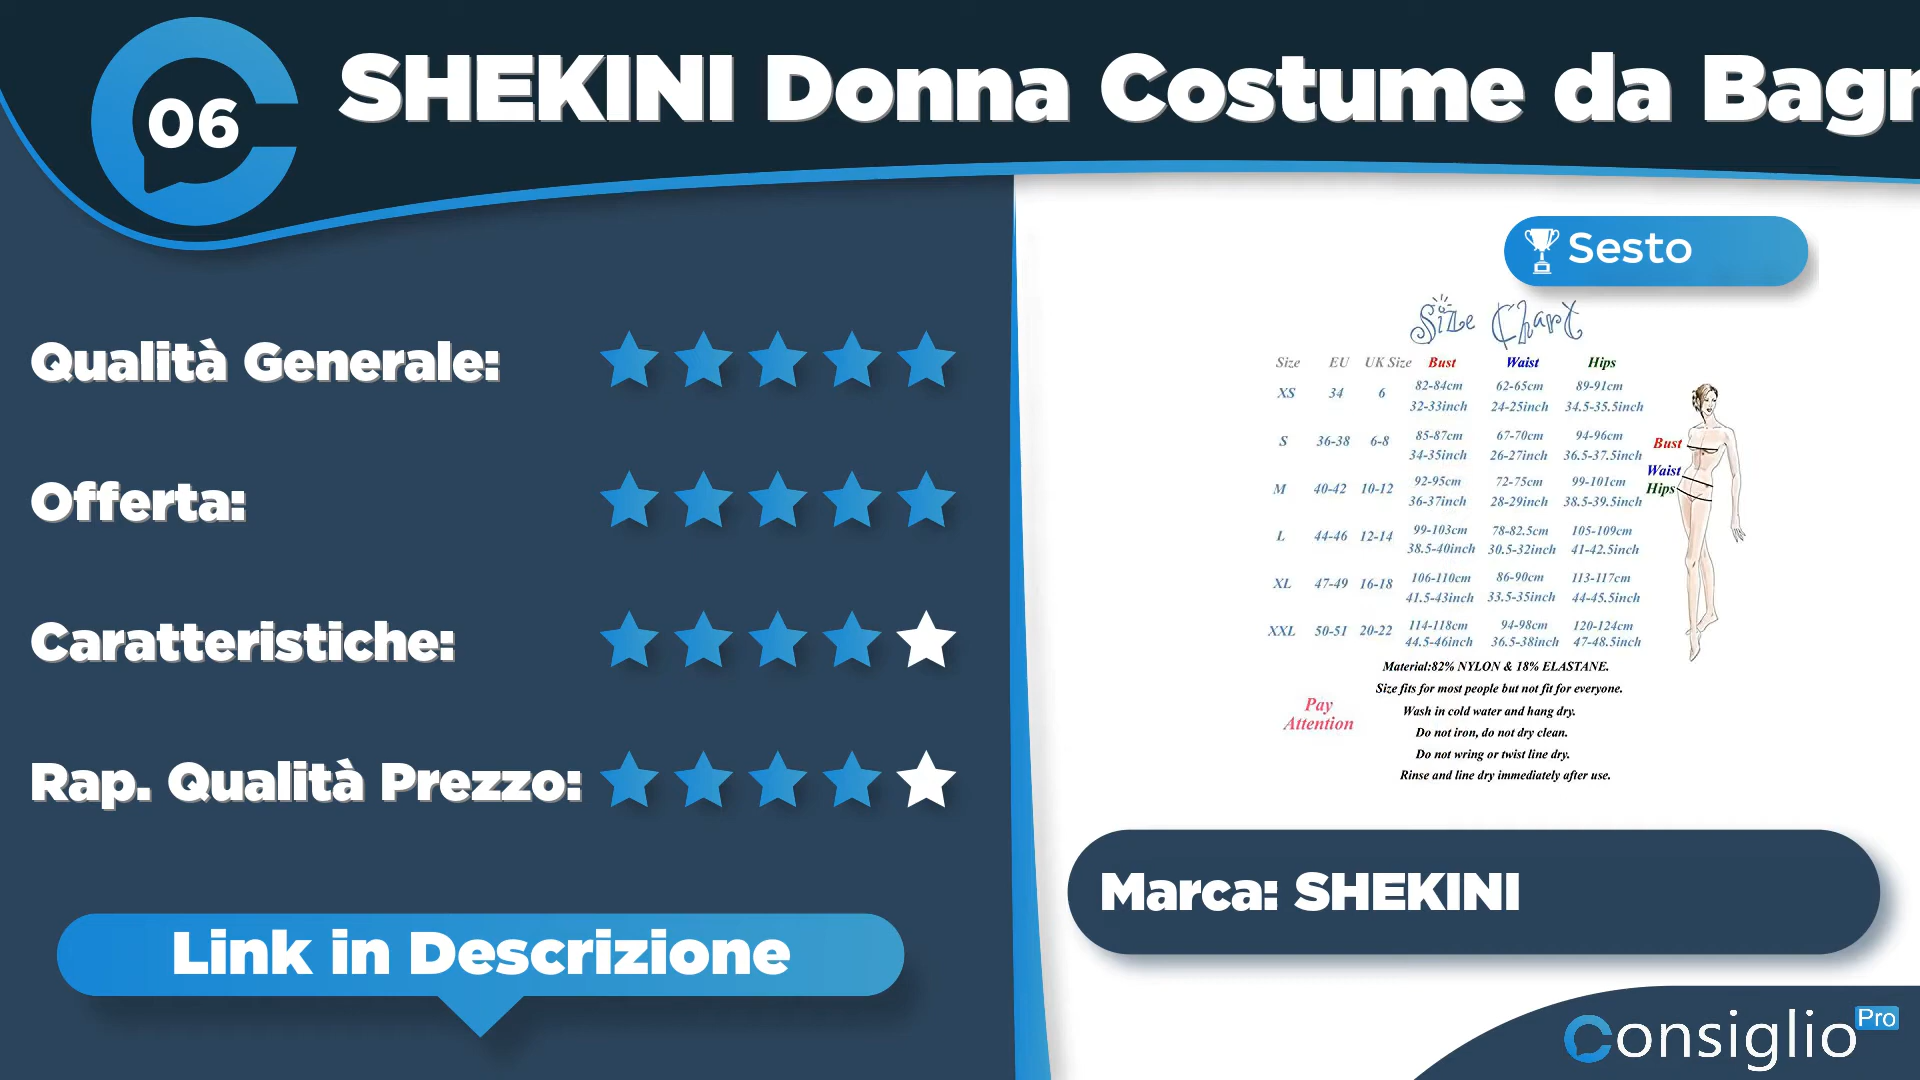 06
SHEKINI Donna Costume da Bagn
Sesto
Qualità Generale:
Offerta:
Caratteristiche:
Rap. Qualità Prezzo:
Link in Descrizione
Size Chart
Size EU UK Size Bust Waist Hips
XS 34 6 82-84cm 62-65cm 89-91cm
32-33inch 24-25inch 34.5-35.5inch
S 36-38 6-8 85-87cm 67-70cm 94-96cm
34-35inch 26-27inch 36.5-37.5inch
M 40-42 10-12 92-95cm 72-75cm 99-101cm
36-37inch 28-29inch 38.5-39.5inch
L 44-46 12-14 99-103cm 78-82.5cm 105-109cm
38.5-40inch 30.5-32inch 41-42.5inch
XL 47-49 16-18 106-110cm 86-90cm 113-117cm
41.5-43inch 33.5-35inch 44-45.5inch
XXL 50-51 20-22 114-118cm 94-98cm 120-124cm
44.5-46inch 36.5-38inch 47-48.5inch
Bust
Waist
Hips
Material:82% NYLON & 18% ELASTANE.
Size fits for most people but not fit for everyone.
Pay
Attention
Wash in cold water and hang dry.
Do not iron, do not dry clean.
Do not wring or twist line dry.
Rinse and line dry immediately after use.
Marca: SHEKINI
Consiglio Pro